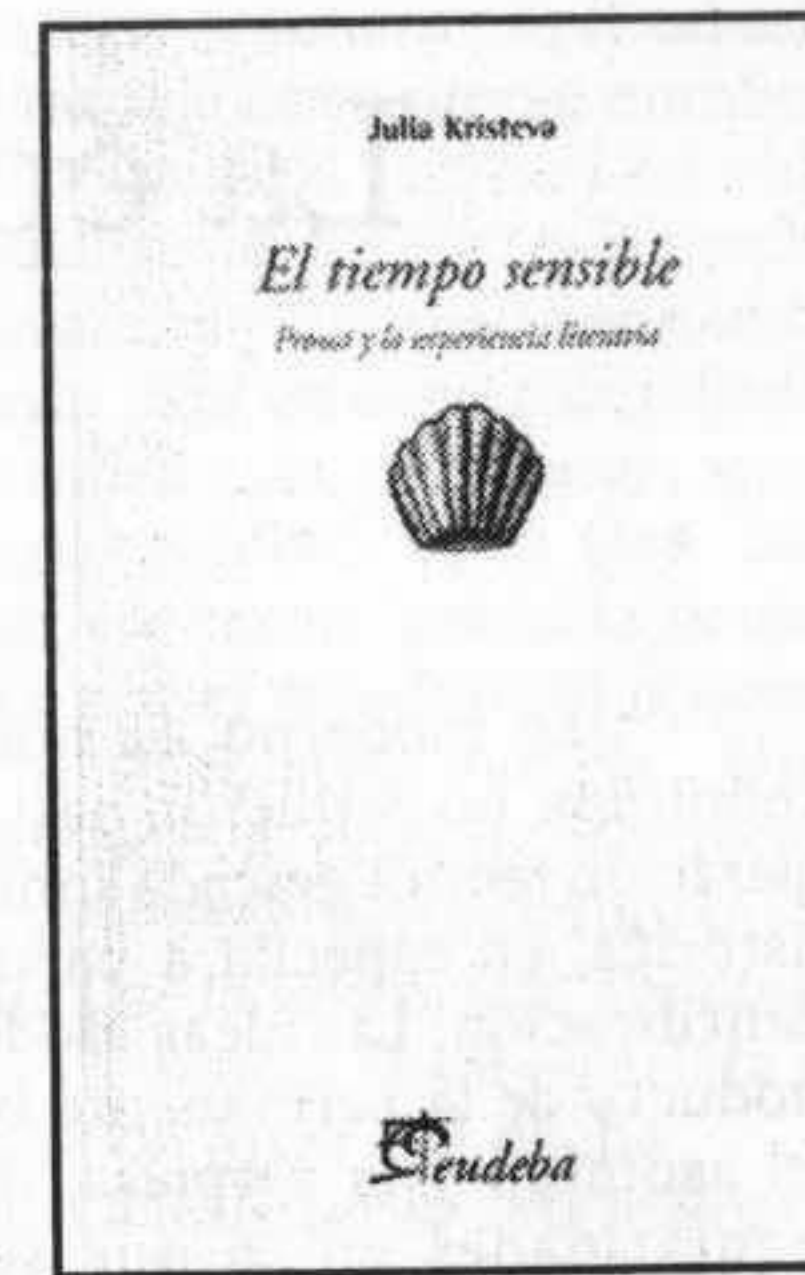 Julia Kristeva
El tiempo sensible
Proust y la experiencia literaria
eudeba